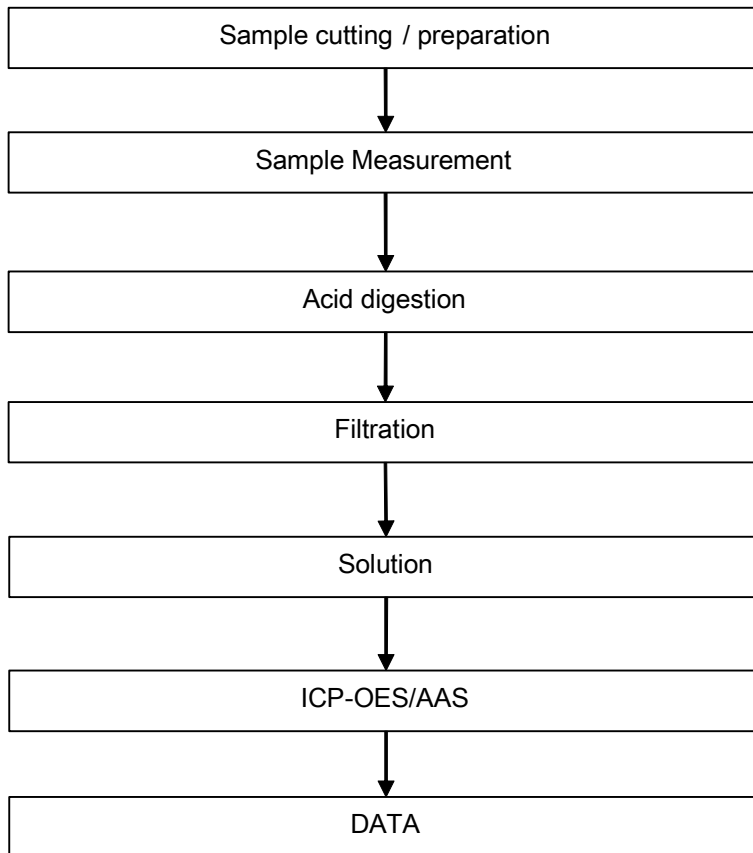 Sample cutting / preparation
Sample Measurement
Acid digestion
Filtration
Solution
ICP-OES/AAS
DATA